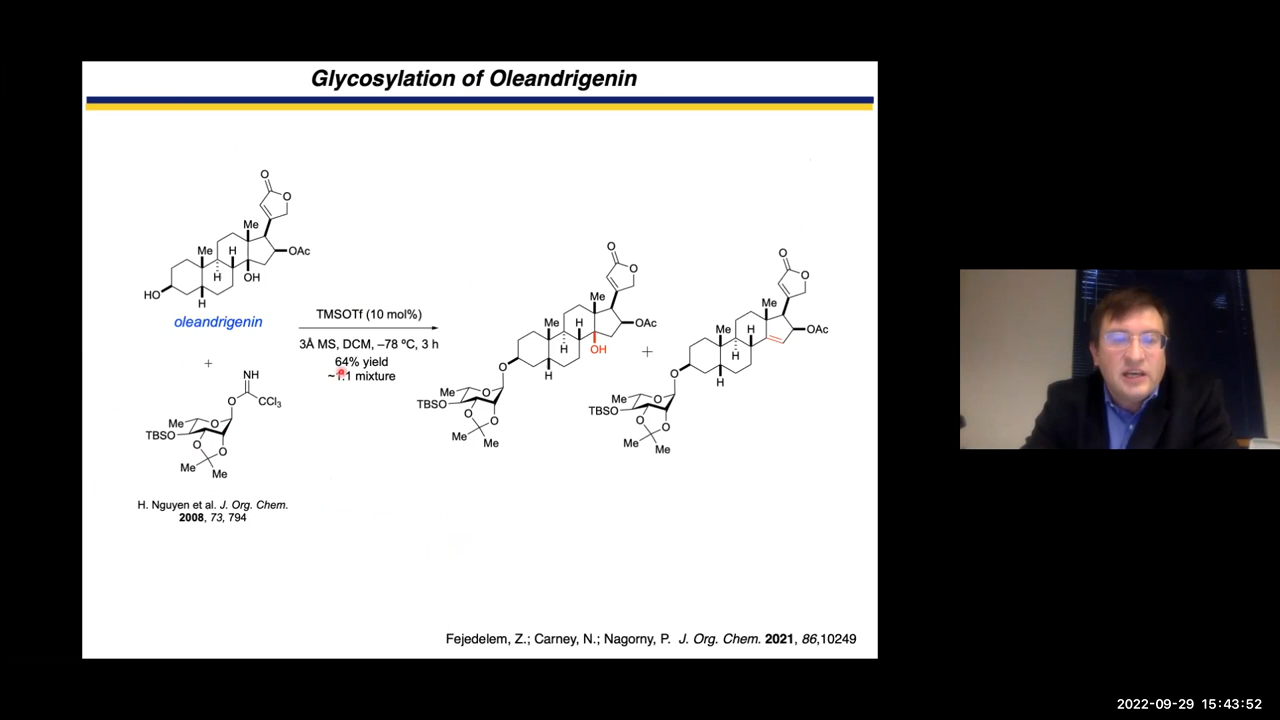 Glycosylation of Oleandrigenin
O
O
Me
Me
H
OAc
H
OH
HO
H
oleandrigenin
+
NH
O
CCl3
Me
O
TBSO
O
O
Me
Me
H. Nguyen et al. J. Org. Chem.
2008, 73, 794
TMSOTf (10 mol%)
3Å MS, DCM, –78 ºC, 3 h
64% yield
~1:1 mixture
O
O
Me
Me
H
OAc
H
OH
H
O
Me
O
TBSO
O
O
Me
Me
+
O
O
Me
Me
H
OAc
H
H
O
Me
O
TBSO
O
O
Me
Me
Fejedelem, Z.; Carney, N.; Nagorny, P. J. Org. Chem. 2021, 86,10249
2022-09-29 15:43:52